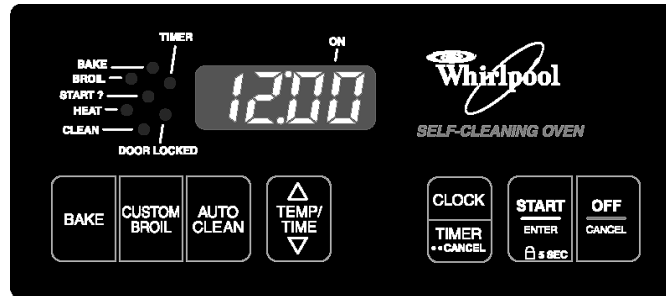 TIMER
ON
BAKE
BROIL
START ?
HEAT
CLEAN
DOOR LOCKED
12:00
Whirlpool
SELF-CLEANING OVEN
BAKE
CUSTOM
BROIL
AUTO
CLEAN
TEMP/
TIME
CLOCK
TIMER
••CANCEL
START
ENTER
5 SEC
OFF
CANCEL